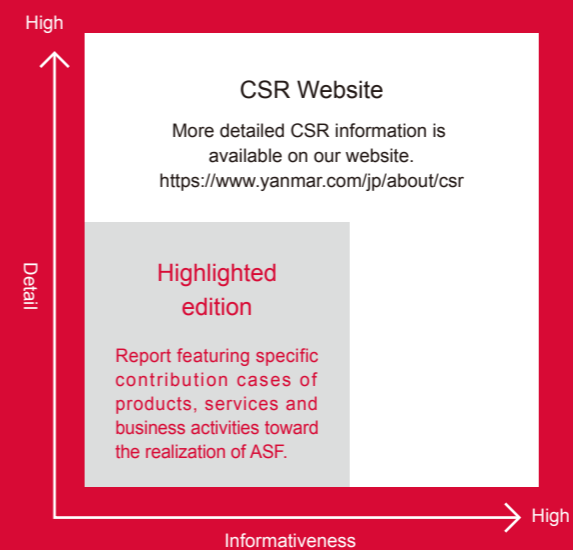 High
CSR Website
More detailed CSR information is
available on our website.
https://www.yanmar.com/jp/about/csr
Detail
Highlighted
edition
Report featuring specific
contribution cases of
products, services and
business activities toward
the realization of ASF.
High
Informativeness